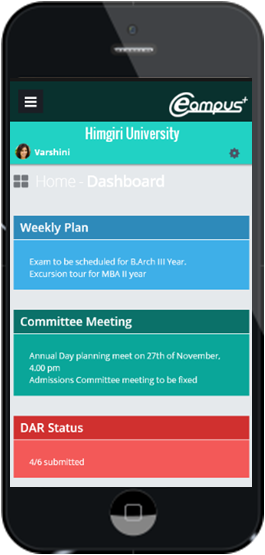 eCampus+
Himgiri University
Varshini
Home - Dashboard
Weekly Plan
Exam to be scheduled for B.Arch III Year.
Excursion tour for MBA II year
Committee Meeting
Annual Day planning meet on 27th of November,
4.00 pm
Admissions Committee meeting to be fixed
DAR Status
4/6 submitted